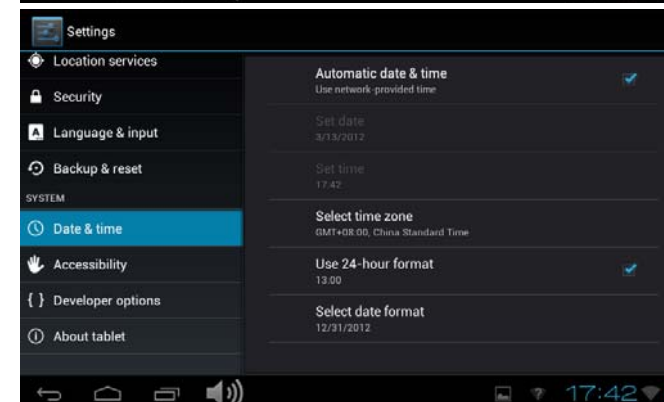 Settings
Location services
Security
Language & input
Backup & reset
SYSTEM
Date & time
Accessibility
{ } Developer options
About tablet
Automatic date & time
Use network-provided time
Set date
3/13/2012
Set time
17:42
Select time zone
GMT+08:00, China Standard Time
Use 24-hour format
13:00
Select date format
12/31/2012
17:42